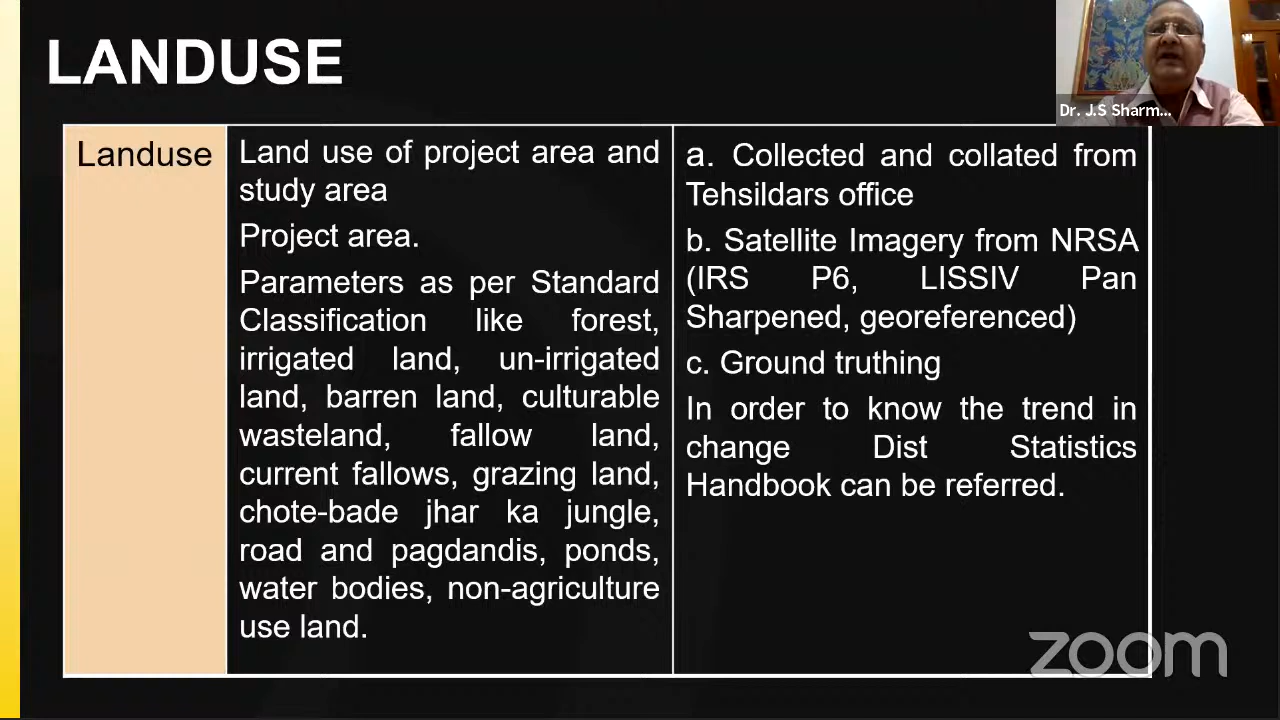 LANDUSE
Dr. J.S Sharm...
Landuse
Land use of project area and
study area
Project area.
Parameters as per Standard
Classification like forest,
irrigated land, un-irrigated
land, barren land, culturable
wasteland, fallow land,
current fallows, grazing land,
chote-bade jhar ka jungle,
road and pagdandis, ponds,
water bodies, non-agriculture
use land.
a. Collected and collated from
Tehsildars office
b. Satellite Imagery from NRSA
(IRS P6, LISSIV Pan
Sharpened, georeferenced)
c. Ground truthing
In order to know the trend in
change Dist Statistics
Handbook can be referred.
zoom